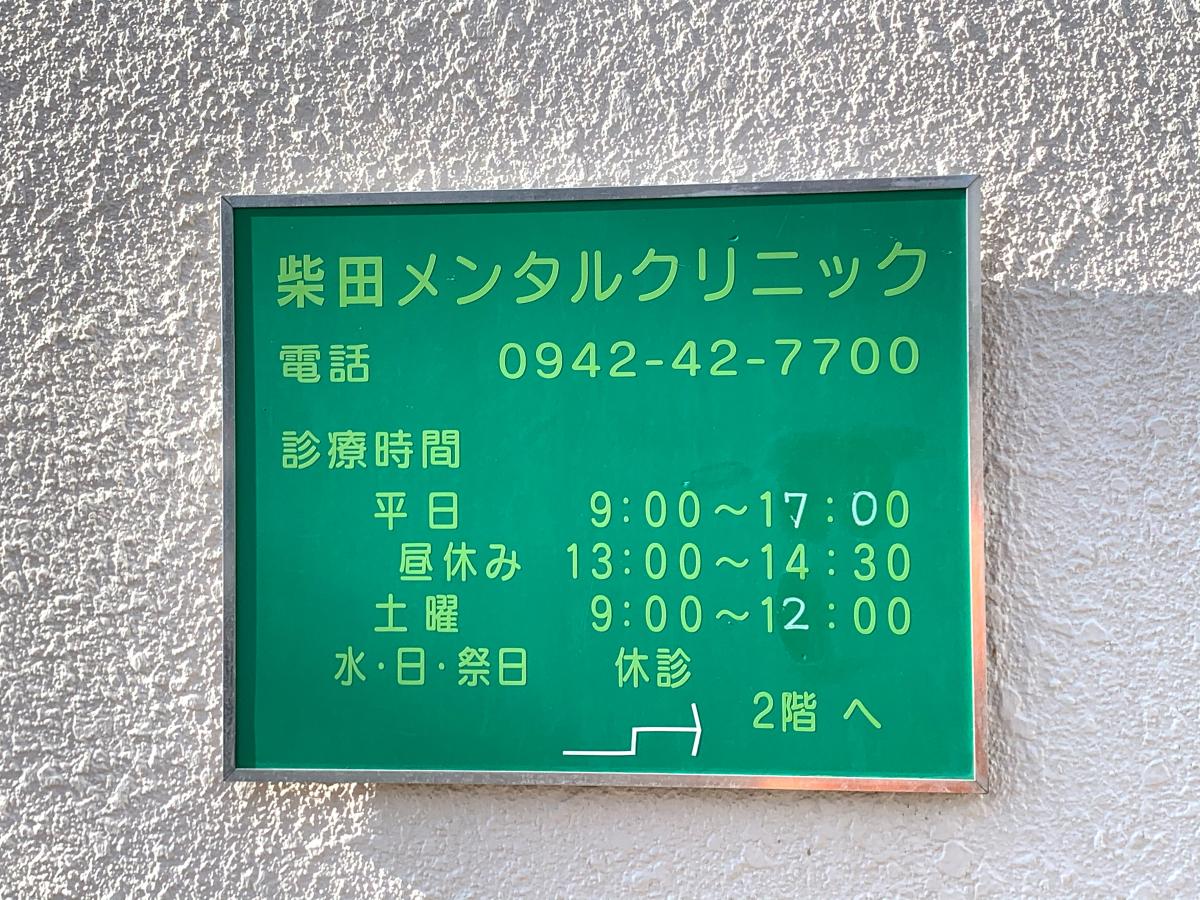 柴田メンタルクリニック
電話 0942-42-7700
診療時間
平日 9:00～17:00
昼休み 13:00～14:30
土曜 9:00～12:00
水・日・祭日 休診
2階へ